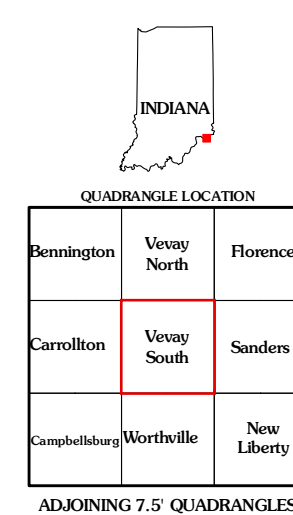 INDIANA
QUADRANGLE LOCATION
Bennington Vevay North Florence
Carrollton Vevay South Sanders
Campbellsburg Worthville New Liberty
ADJOINING 7.5' QUADRANGLES